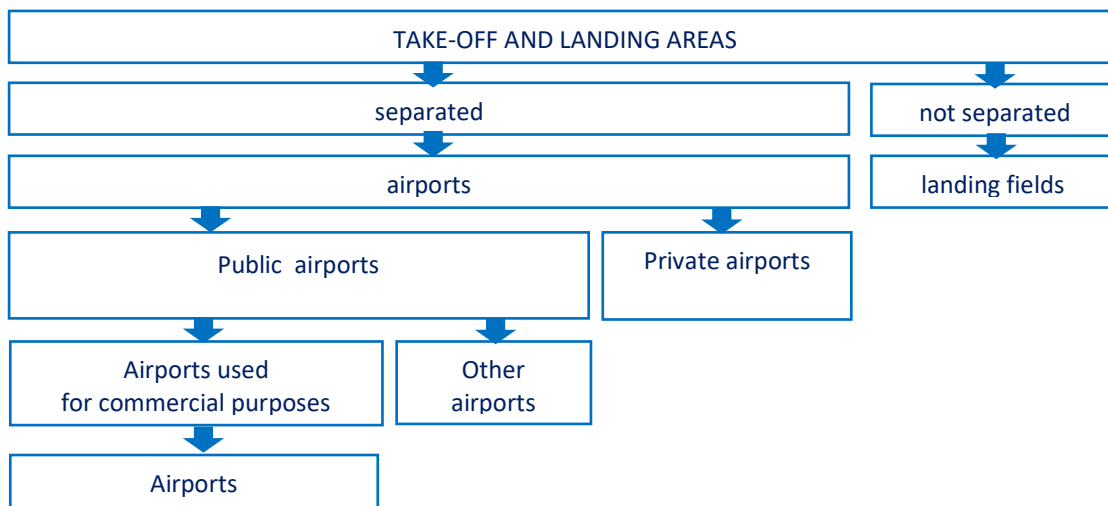 TAKE-OFF AND LANDING AREAS
separated
not separated
airports
landing fields
Public airports
Private airports
Airports used
for commercial purposes
Other
airports
Airports